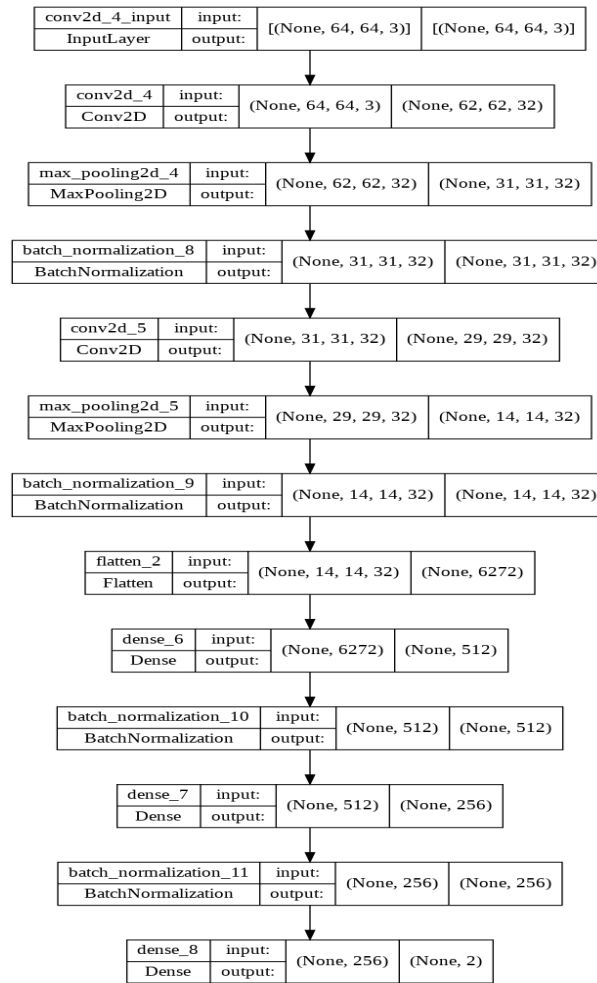 conv2d_4_input input: [(None, 64, 64, 3)] [(None, 64, 64, 3)]
InputLayer output:
conv2d_4 input: (None, 64, 64, 3) (None, 62, 62, 32)
Conv2D output:
max_pooling2d_4 input: (None, 62, 62, 32) (None, 31, 31, 32)
MaxPooling2D output:
batch_normalization_8 input: (None, 31, 31, 32) (None, 31, 31, 32)
BatchNormalization output:
conv2d_5 input: (None, 31, 31, 32) (None, 29, 29, 32)
Conv2D output:
max_pooling2d_5 input: (None, 29, 29, 32) (None, 14, 14, 32)
MaxPooling2D output:
batch_normalization_9 input: (None, 14, 14, 32) (None, 14, 14, 32)
BatchNormalization output:
flatten_2 input: (None, 14, 14, 32) (None, 6272)
Flatten output:
dense_6 input: (None, 6272) (None, 512)
Dense output:
batch_normalization_10 input: (None, 512) (None, 512)
BatchNormalization output:
dense_7 input: (None, 512) (None, 256)
Dense output:
batch_normalization_11 input: (None, 256) (None, 256)
BatchNormalization output:
dense_8 input: (None, 256) (None, 2)
Dense output: